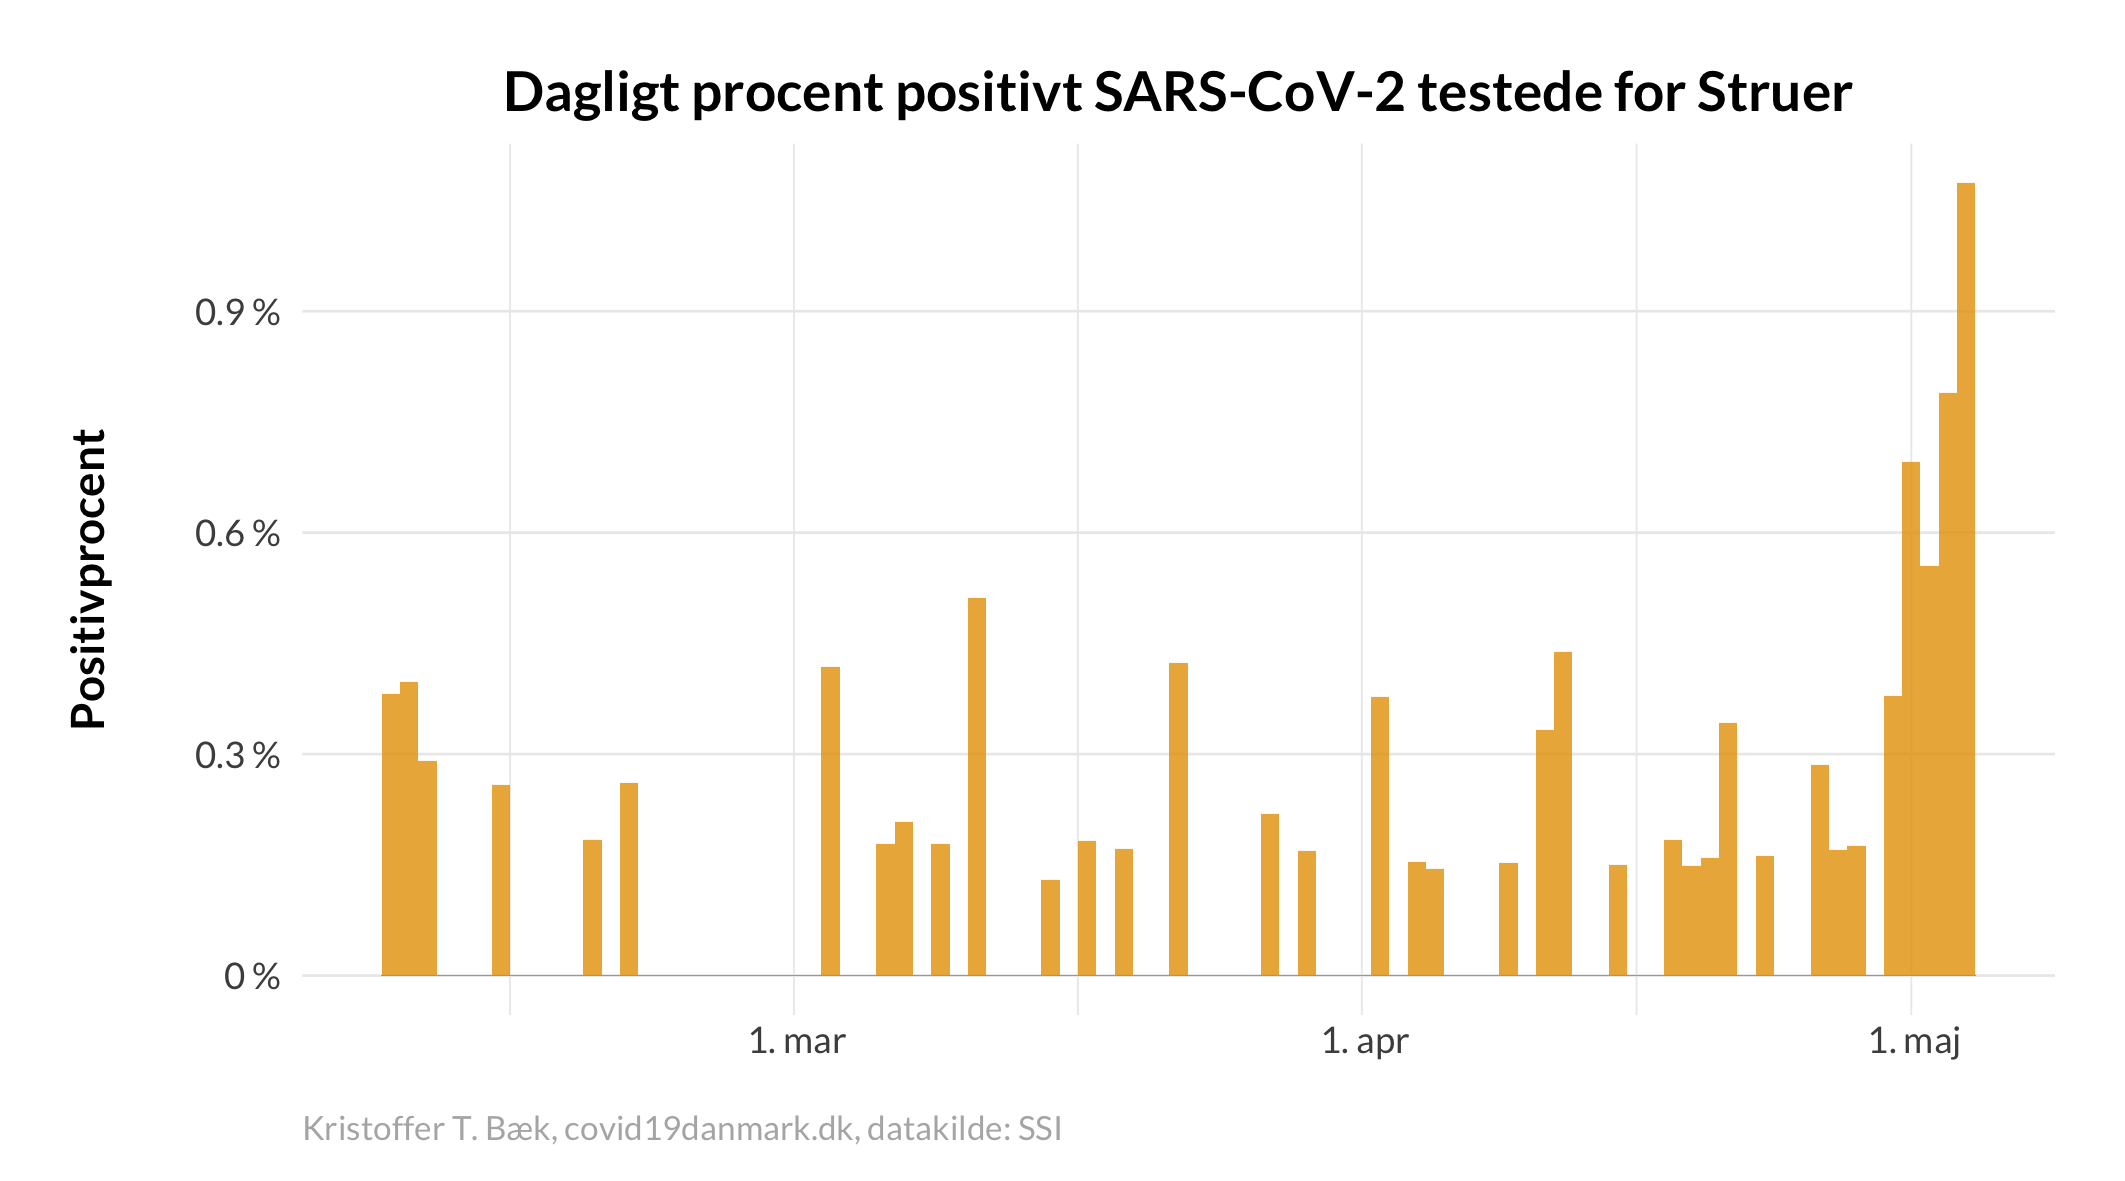 Dagligt procent positivt SARS-CoV-2 testede for Struer
Positivprocent
0.9 %
0.6 %
0.3 %
0 %
1. mar
1. apr
1. maj
Kristoffer T. Bæk, covid19danmark.dk, datakilde: SSI